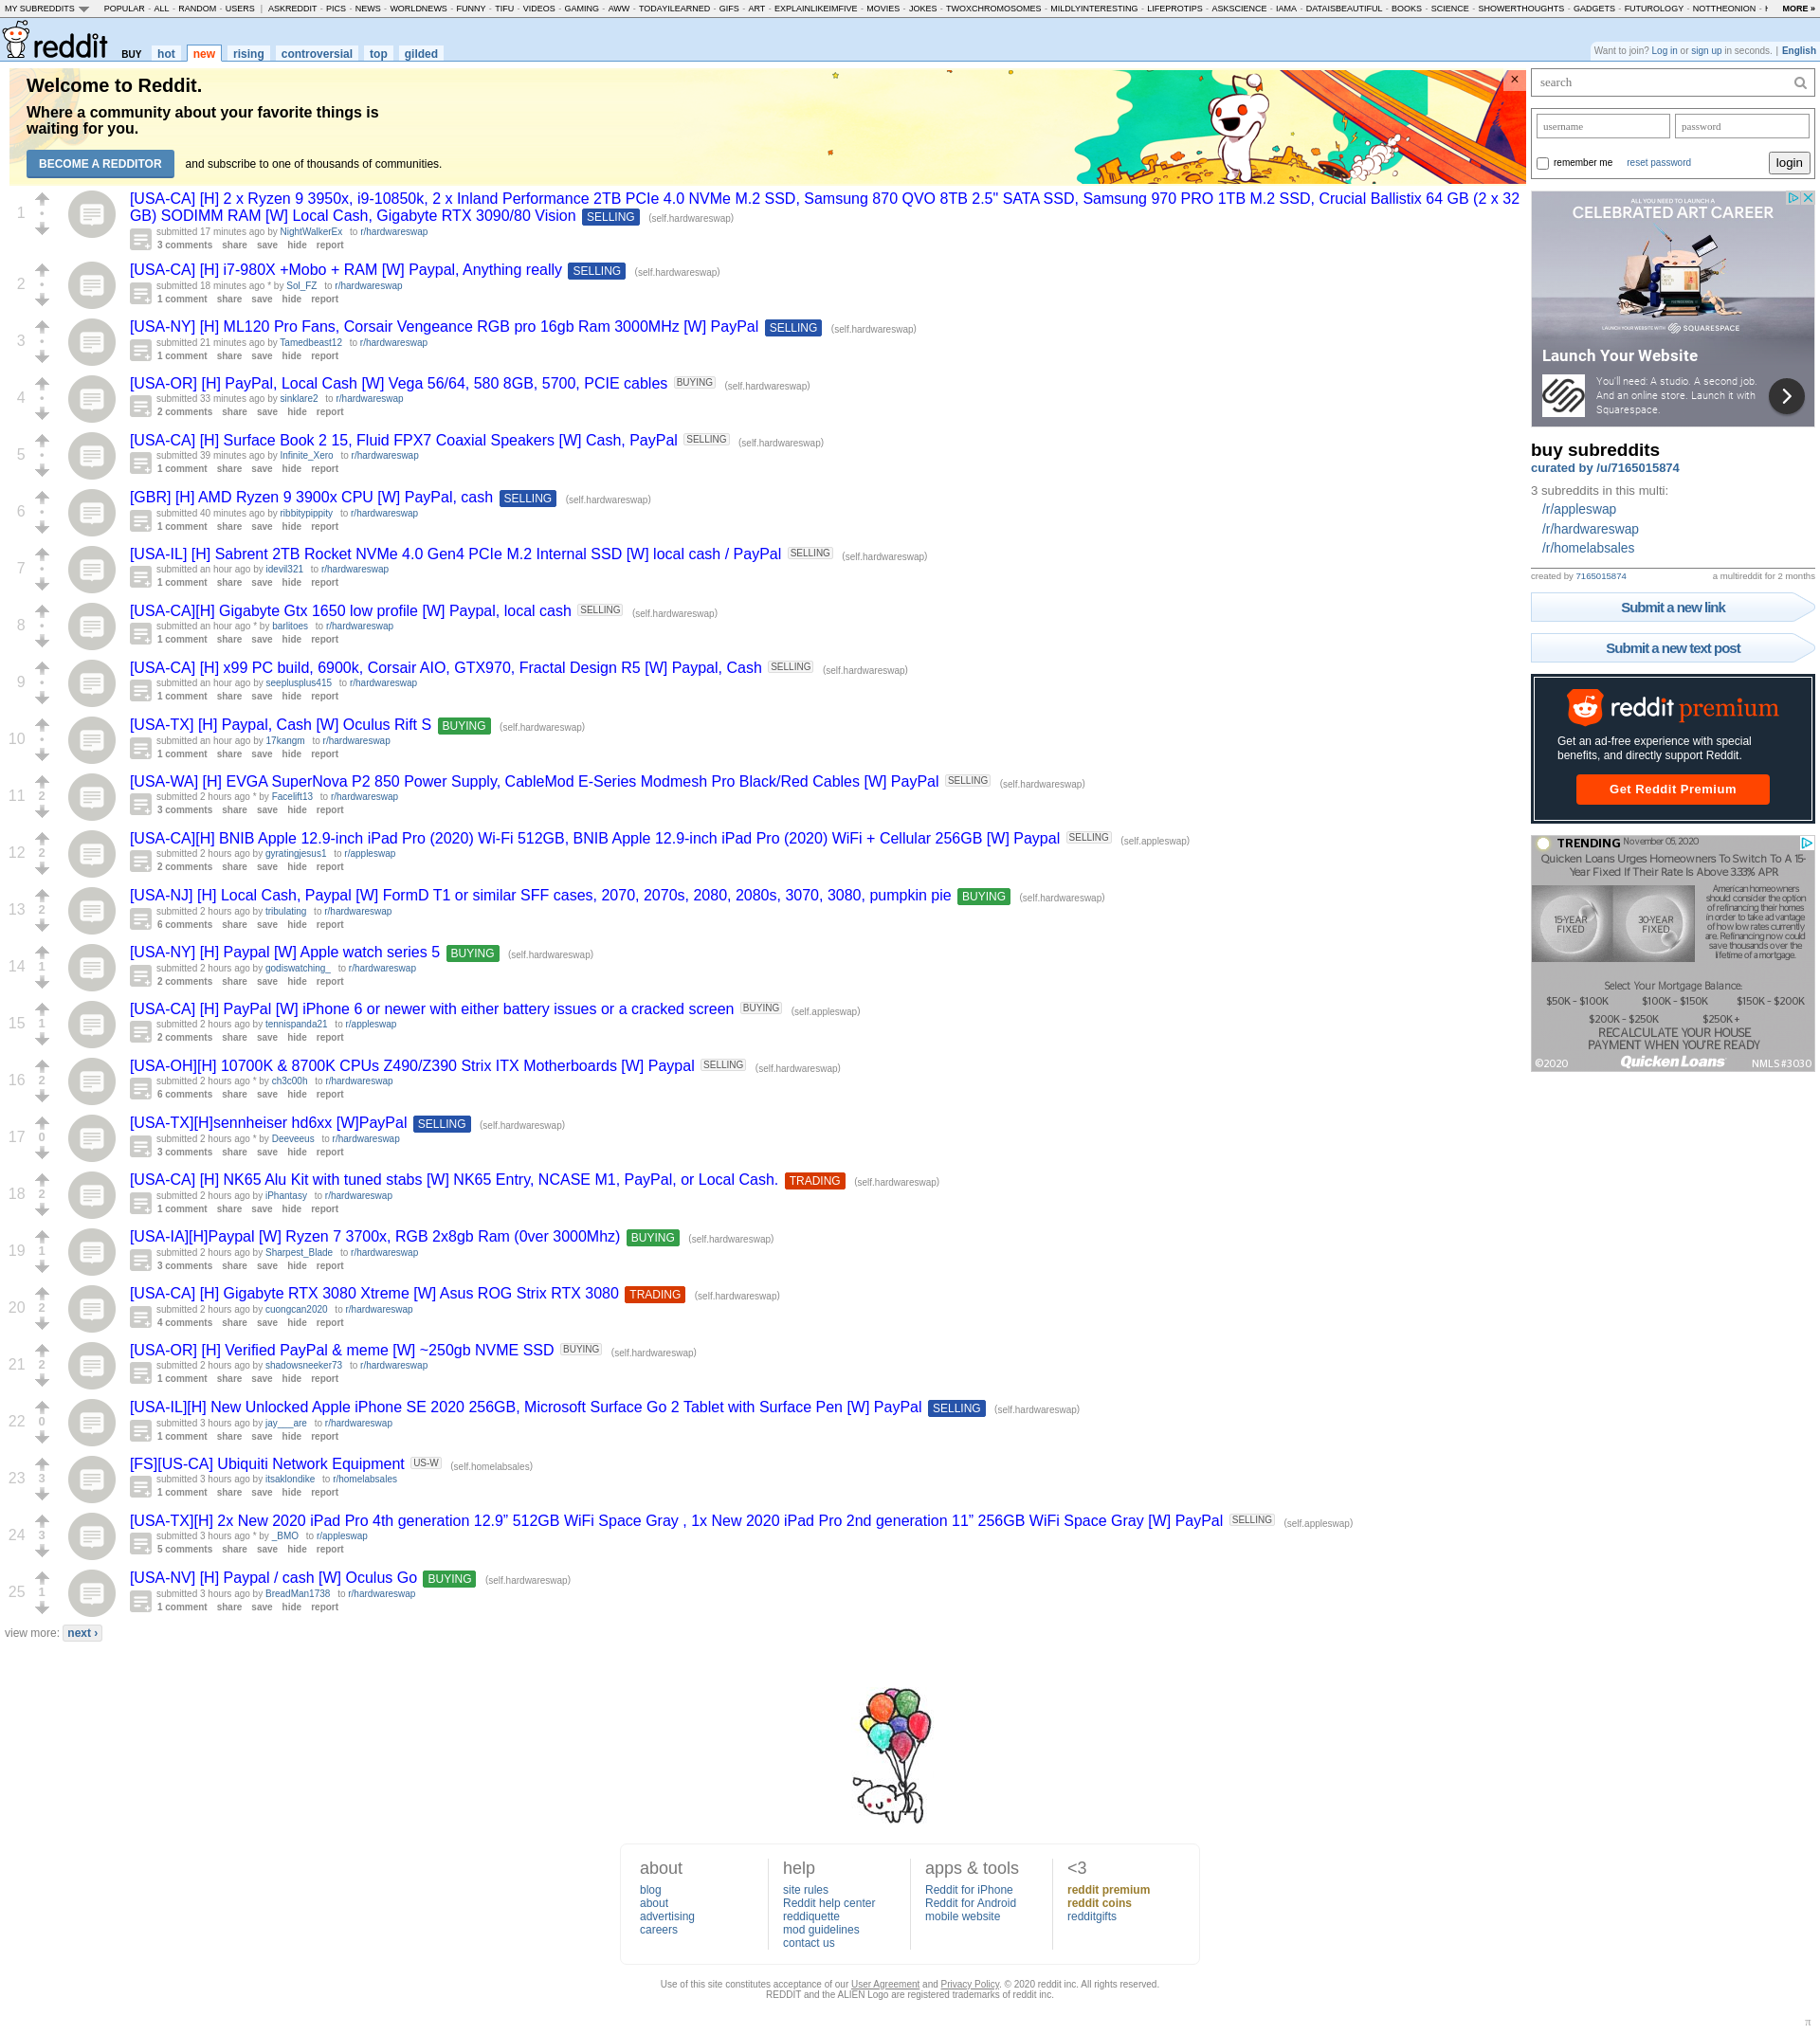 MY SUBREDDITS POPULAR - ALL - RANDOM - USERS | ASKREDDIT - PICS - NEWS - WORLDNEWS - FUNNY - TIFU - VIDEOS - GAMING - AWW - TODAYILEARNED - GIFS - ART - EXPLAINLIKEIMFIVE - MOVIES - JOKES - TWOXCHROMOSOMES - MILDLYINTERESTING - LIFEPROTIPS - ASKSCIENCE - IAMA - DATAISBEAUTIFUL - BOOKS - SCIENCE - SHOWERTHOUGHTS - GADGETS - FUTUROLOGY - NOTTHEONION - MORE »
reddit BUY hot new rising controversial top gilded
Want to join? Log in or sign up in seconds. | English
Welcome to Reddit.
Where a community about your favorite things is
waiting for you.
BECOME A REDDITOR and subscribe to one of thousands of communities.
1
[USA-CA] [H] 2 x Ryzen 9 3950x, i9-10850k, 2 x Inland Performance 2TB PCIe 4.0 NVMe M.2 SSD, Samsung 870 QVO 8TB 2.5" SATA SSD, Samsung 970 PRO 1TB M.2 SSD, Crucial Ballistix 64 GB (2 x 32
GB) SODIMM RAM [W] Local Cash, Gigabyte RTX 3090/80 Vision SELLING (self.hardwareswap)
submitted 17 minutes ago by NightWalkerEx to r/hardwareswap
3 comments share save hide report
2
[USA-CA] [H] i7-980X +Mobo + RAM [W] Paypal, Anything really SELLING (self.hardwareswap)
submitted 18 minutes ago * by Sol_FZ to r/hardwareswap
1 comment share save hide report
3
[USA-NY] [H] ML120 Pro Fans, Corsair Vengeance RGB pro 16gb Ram 3000MHz [W] PayPal SELLING (self.hardwareswap)
submitted 21 minutes ago by Tamedbeast12 to r/hardwareswap
1 comment share save hide report
4
[USA-OR] [H] PayPal, Local Cash [W] Vega 56/64, 580 8GB, 5700, PCIE cables BUYING (self.hardwareswap)
submitted 33 minutes ago by sinklare2 to r/hardwareswap
2 comments share save hide report
5
[USA-CA] [H] Surface Book 2 15, Fluid FPX7 Coaxial Speakers [W] Cash, PayPal SELLING (self.hardwareswap)
submitted 39 minutes ago by Infinite_Xero to r/hardwareswap
1 comment share save hide report
6
[GBR] [H] AMD Ryzen 9 3900x CPU [W] PayPal, cash SELLING (self.hardwareswap)
submitted 40 minutes ago by ribbitypippity to r/hardwareswap
1 comment share save hide report
7
[USA-IL] [H] Sabrent 2TB Rocket NVMe 4.0 Gen4 PCIe M.2 Internal SSD [W] local cash / PayPal SELLING (self.hardwareswap)
submitted an hour ago by idevil321 to r/hardwareswap
1 comment share save hide report
8
[USA-CA][H] Gigabyte Gtx 1650 low profile [W] Paypal, local cash SELLING (self.hardwareswap)
submitted an hour ago * by barlitoes to r/hardwareswap
1 comment share save hide report
9
[USA-CA] [H] x99 PC build, 6900k, Corsair AIO, GTX970, Fractal Design R5 [W] Paypal, Cash SELLING (self.hardwareswap)
submitted an hour ago by seeplusplus415 to r/hardwareswap
1 comment share save hide report
10
[USA-TX] [H] Paypal, Cash [W] Oculus Rift S BUYING (self.hardwareswap)
submitted an hour ago by 17kangm to r/hardwareswap
1 comment share save hide report
11 2
[USA-WA] [H] EVGA SuperNova P2 850 Power Supply, CableMod E-Series Modmesh Pro Black/Red Cables [W] PayPal SELLING (self.hardwareswap)
submitted 2 hours ago * by Facelift13 to r/hardwareswap
3 comments share save hide report
12 2
[USA-CA][H] BNIB Apple 12.9-inch iPad Pro (2020) Wi-Fi 512GB, BNIB Apple 12.9-inch iPad Pro (2020) WiFi + Cellular 256GB [W] Paypal SELLING (self.appleswap)
submitted 2 hours ago by gyratingjesus1 to r/appleswap
2 comments share save hide report
13 2
[USA-NJ] [H] Local Cash, Paypal [W] FormD T1 or similar SFF cases, 2070, 2070s, 2080, 2080s, 3070, 3080, pumpkin pie BUYING (self.hardwareswap)
submitted 2 hours ago by tribulating to r/hardwareswap
6 comments share save hide report
14 1
[USA-NY] [H] Paypal [W] Apple watch series 5 BUYING (self.hardwareswap)
submitted 2 hours ago by godiswatching_ to r/hardwareswap
2 comments share save hide report
15 1
[USA-CA] [H] PayPal [W] iPhone 6 or newer with either battery issues or a cracked screen BUYING (self.appleswap)
submitted 2 hours ago by tennispanda21 to r/appleswap
2 comments share save hide report
16 2
[USA-OH][H] 10700K & 8700K CPUs Z490/Z390 Strix ITX Motherboards [W] Paypal SELLING (self.hardwareswap)
submitted 2 hours ago * by ch3c00h to r/hardwareswap
6 comments share save hide report
17 0
[USA-TX][H]sennheiser hd6xx [W]PayPal SELLING (self.hardwareswap)
submitted 2 hours ago * by Deeveeus to r/hardwareswap
3 comments share save hide report
18 2
[USA-CA] [H] NK65 Alu Kit with tuned stabs [W] NK65 Entry, NCASE M1, PayPal, or Local Cash. TRADING (self.hardwareswap)
submitted 2 hours ago by iPhantasy to r/hardwareswap
1 comment share save hide report
19 1
[USA-IA][H]Paypal [W] Ryzen 7 3700x, RGB 2x8gb Ram (0ver 3000Mhz) BUYING (self.hardwareswap)
submitted 2 hours ago by Sharpest_Blade to r/hardwareswap
3 comments share save hide report
20 2
[USA-CA] [H] Gigabyte RTX 3080 Xtreme [W] Asus ROG Strix RTX 3080 TRADING (self.hardwareswap)
submitted 2 hours ago by cuongcan2020 to r/hardwareswap
4 comments share save hide report
21 2
[USA-OR] [H] Verified PayPal & meme [W] ~250gb NVME SSD BUYING (self.hardwareswap)
submitted 2 hours ago by shadowsneeker73 to r/hardwareswap
1 comment share save hide report
22 0
[USA-IL][H] New Unlocked Apple iPhone SE 2020 256GB, Microsoft Surface Go 2 Tablet with Surface Pen [W] PayPal SELLING (self.hardwareswap)
submitted 3 hours ago by jay___are to r/hardwareswap
1 comment share save hide report
23 3
[FS][US-CA] Ubiquiti Network Equipment US-W (self.homelabsales)
submitted 3 hours ago by itsaklondike to r/homelabsales
1 comment share save hide report
24 3
[USA-TX][H] 2x New 2020 iPad Pro 4th generation 12.9” 512GB WiFi Space Gray , 1x New 2020 iPad Pro 2nd generation 11” 256GB WiFi Space Gray [W] PayPal SELLING (self.appleswap)
submitted 3 hours ago * by _BMO to r/appleswap
5 comments share save hide report
25 1
[USA-NV] [H] Paypal / cash [W] Oculus Go BUYING (self.hardwareswap)
submitted 3 hours ago by BreadMan1738 to r/hardwareswap
1 comment share save hide report
view more: next ›
search
username password
remember me reset password login
ALL YOU NEED TO LAUNCH A
CELEBRATED ART CAREER
LAUNCH YOUR WEBSITE WITH SQUARESPACE
Launch Your Website
You'll need: A studio. A second job.
And an online store. Launch it with
Squarespace.
buy subreddits
curated by /u/7165015874
3 subreddits in this multi:
/r/appleswap
/r/hardwareswap
/r/homelabsales
created by 7165015874 a multireddit for 2 months
Submit a new link
Submit a new text post
reddit premium
Get an ad-free experience with special
benefits, and directly support Reddit.
Get Reddit Premium
TRENDING November 05, 2020
Quicken Loans Urges Homeowners To Switch To A 15-
Year Fixed If Their Rate Is Above 3.33% APR
15-YEAR
FIXED
30-YEAR
FIXED
American homeowners
should consider the option
of refinancing their homes
in order to take advantage
of how low rates currently
are. Refinancing now could
save thousands over the
lifetime of a mortgage.
Select Your Mortgage Balance:
$50K - $100K $100K - $150K $150K - $200K
$200K - $250K $250K+
RECALCULATE YOUR HOUSE
PAYMENT WHEN YOU'RE READY
©2020 Quicken Loans NMLS #3030
about
blog
about
advertising
careers
help
site rules
Reddit help center
reddiquette
mod guidelines
contact us
apps & tools
Reddit for iPhone
Reddit for Android
mobile website
<3
reddit premium
reddit coins
redditgifts
Use of this site constitutes acceptance of our User Agreement and Privacy Policy. © 2020 reddit inc. All rights reserved.
REDDIT and the ALIEN Logo are registered trademarks of reddit inc.
π